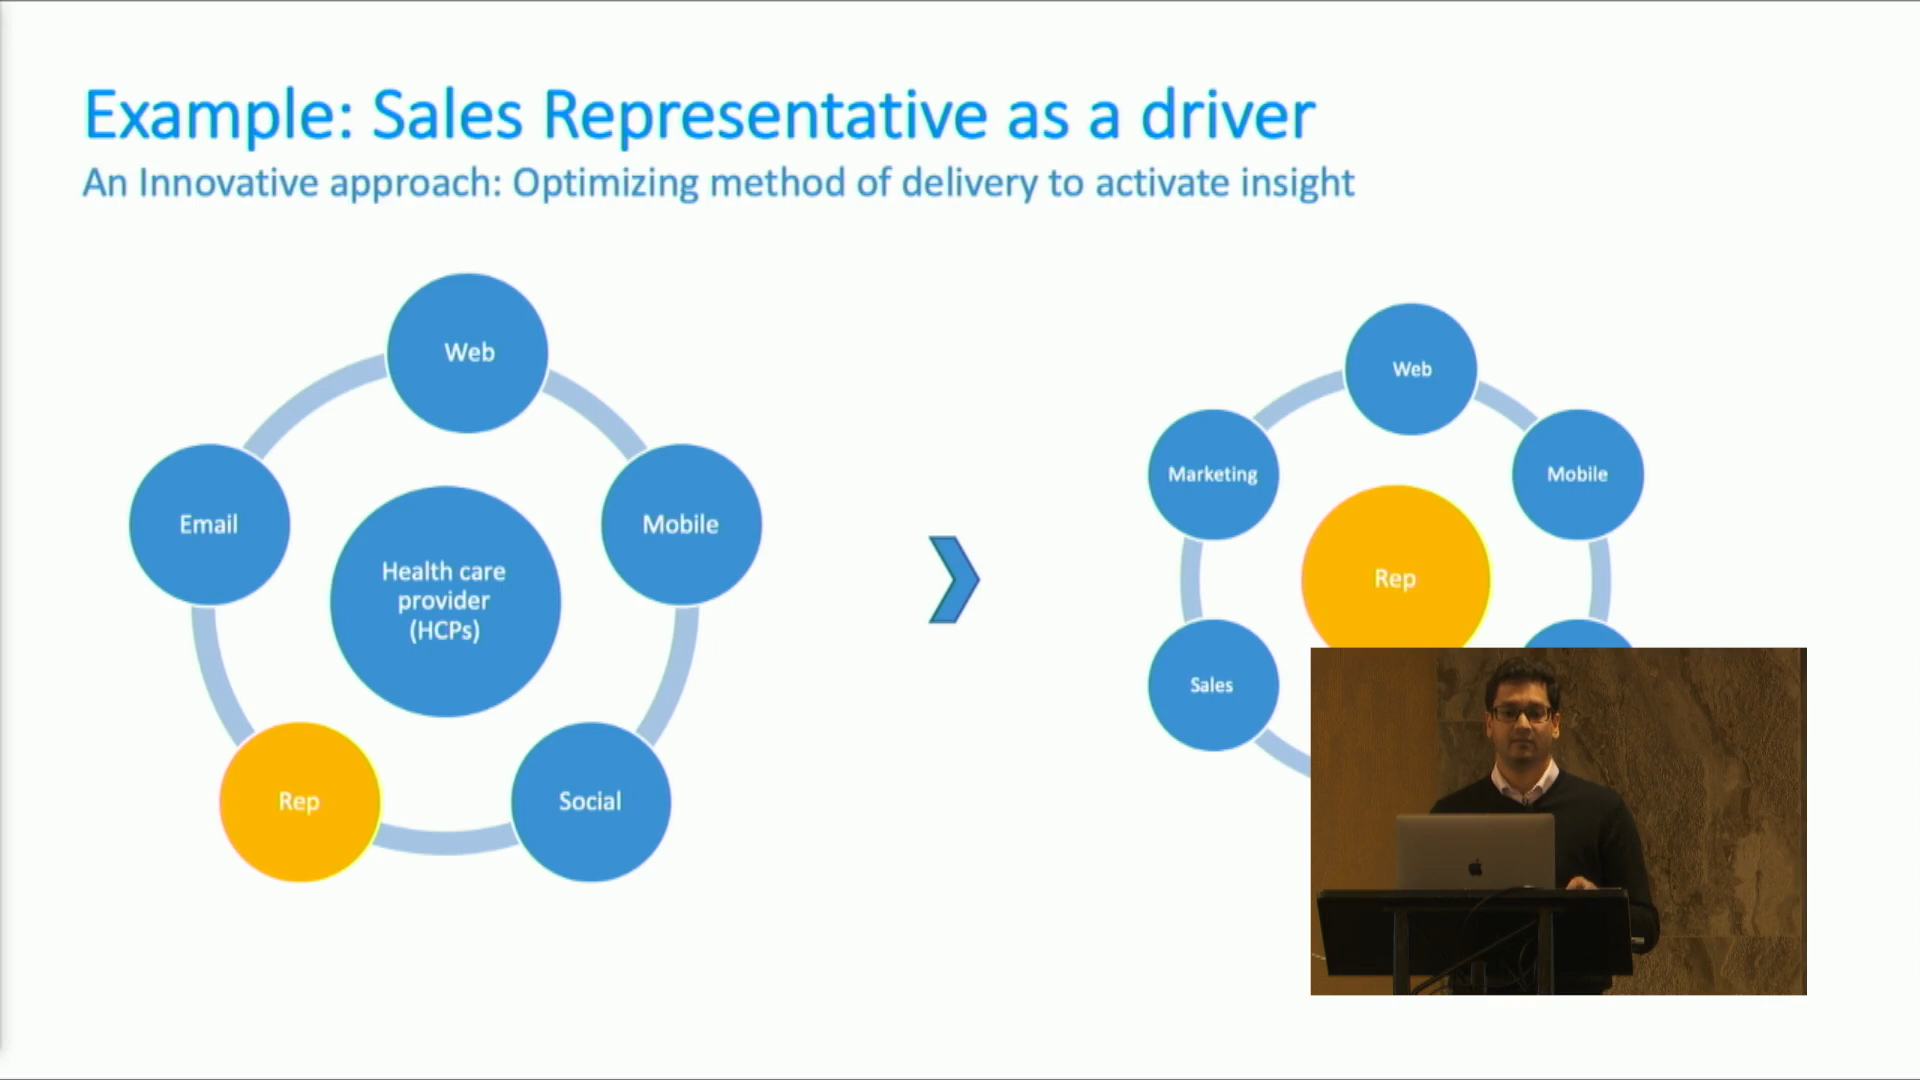 Example: Sales Representative as a driver
An Innovative approach: Optimizing method of delivery to activate insight
Web
Email
Mobile
Health care
provider
(HCPs)
Rep
Social
Web
Marketing
Mobile
Rep
Sales